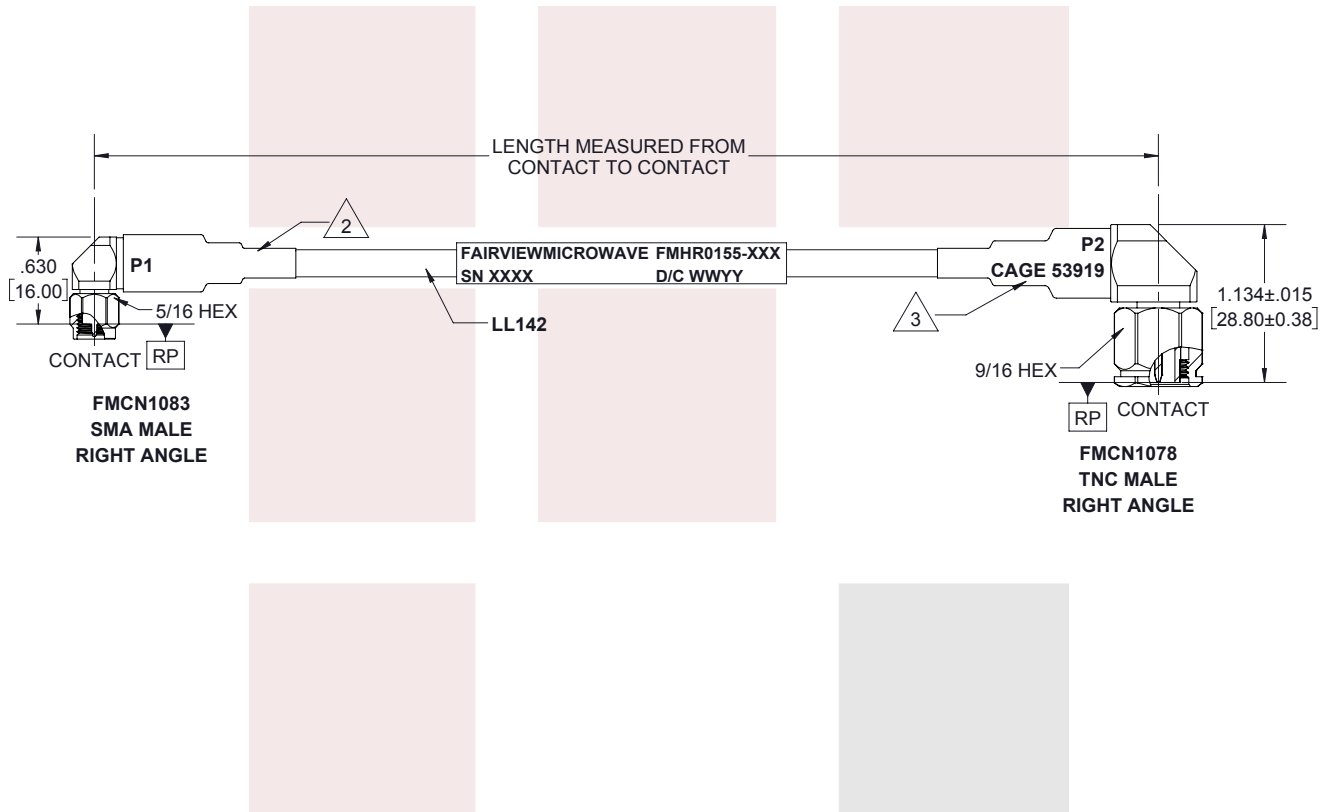 LENGTH MEASURED FROM
CONTACT TO CONTACT
2
P1
FAIRVIEWMICROWAVE FMHR0155-XXX
SN XXXX D/C WWYY
P2
CAGE 53919
.630
[16.00]
5/16 HEX
LL142
3
1.134±.015
[28.80±0.38]
CONTACT RP
9/16 HEX
RP CONTACT
FMCN1083
SMA MALE
RIGHT ANGLE
FMCN1078
TNC MALE
RIGHT ANGLE